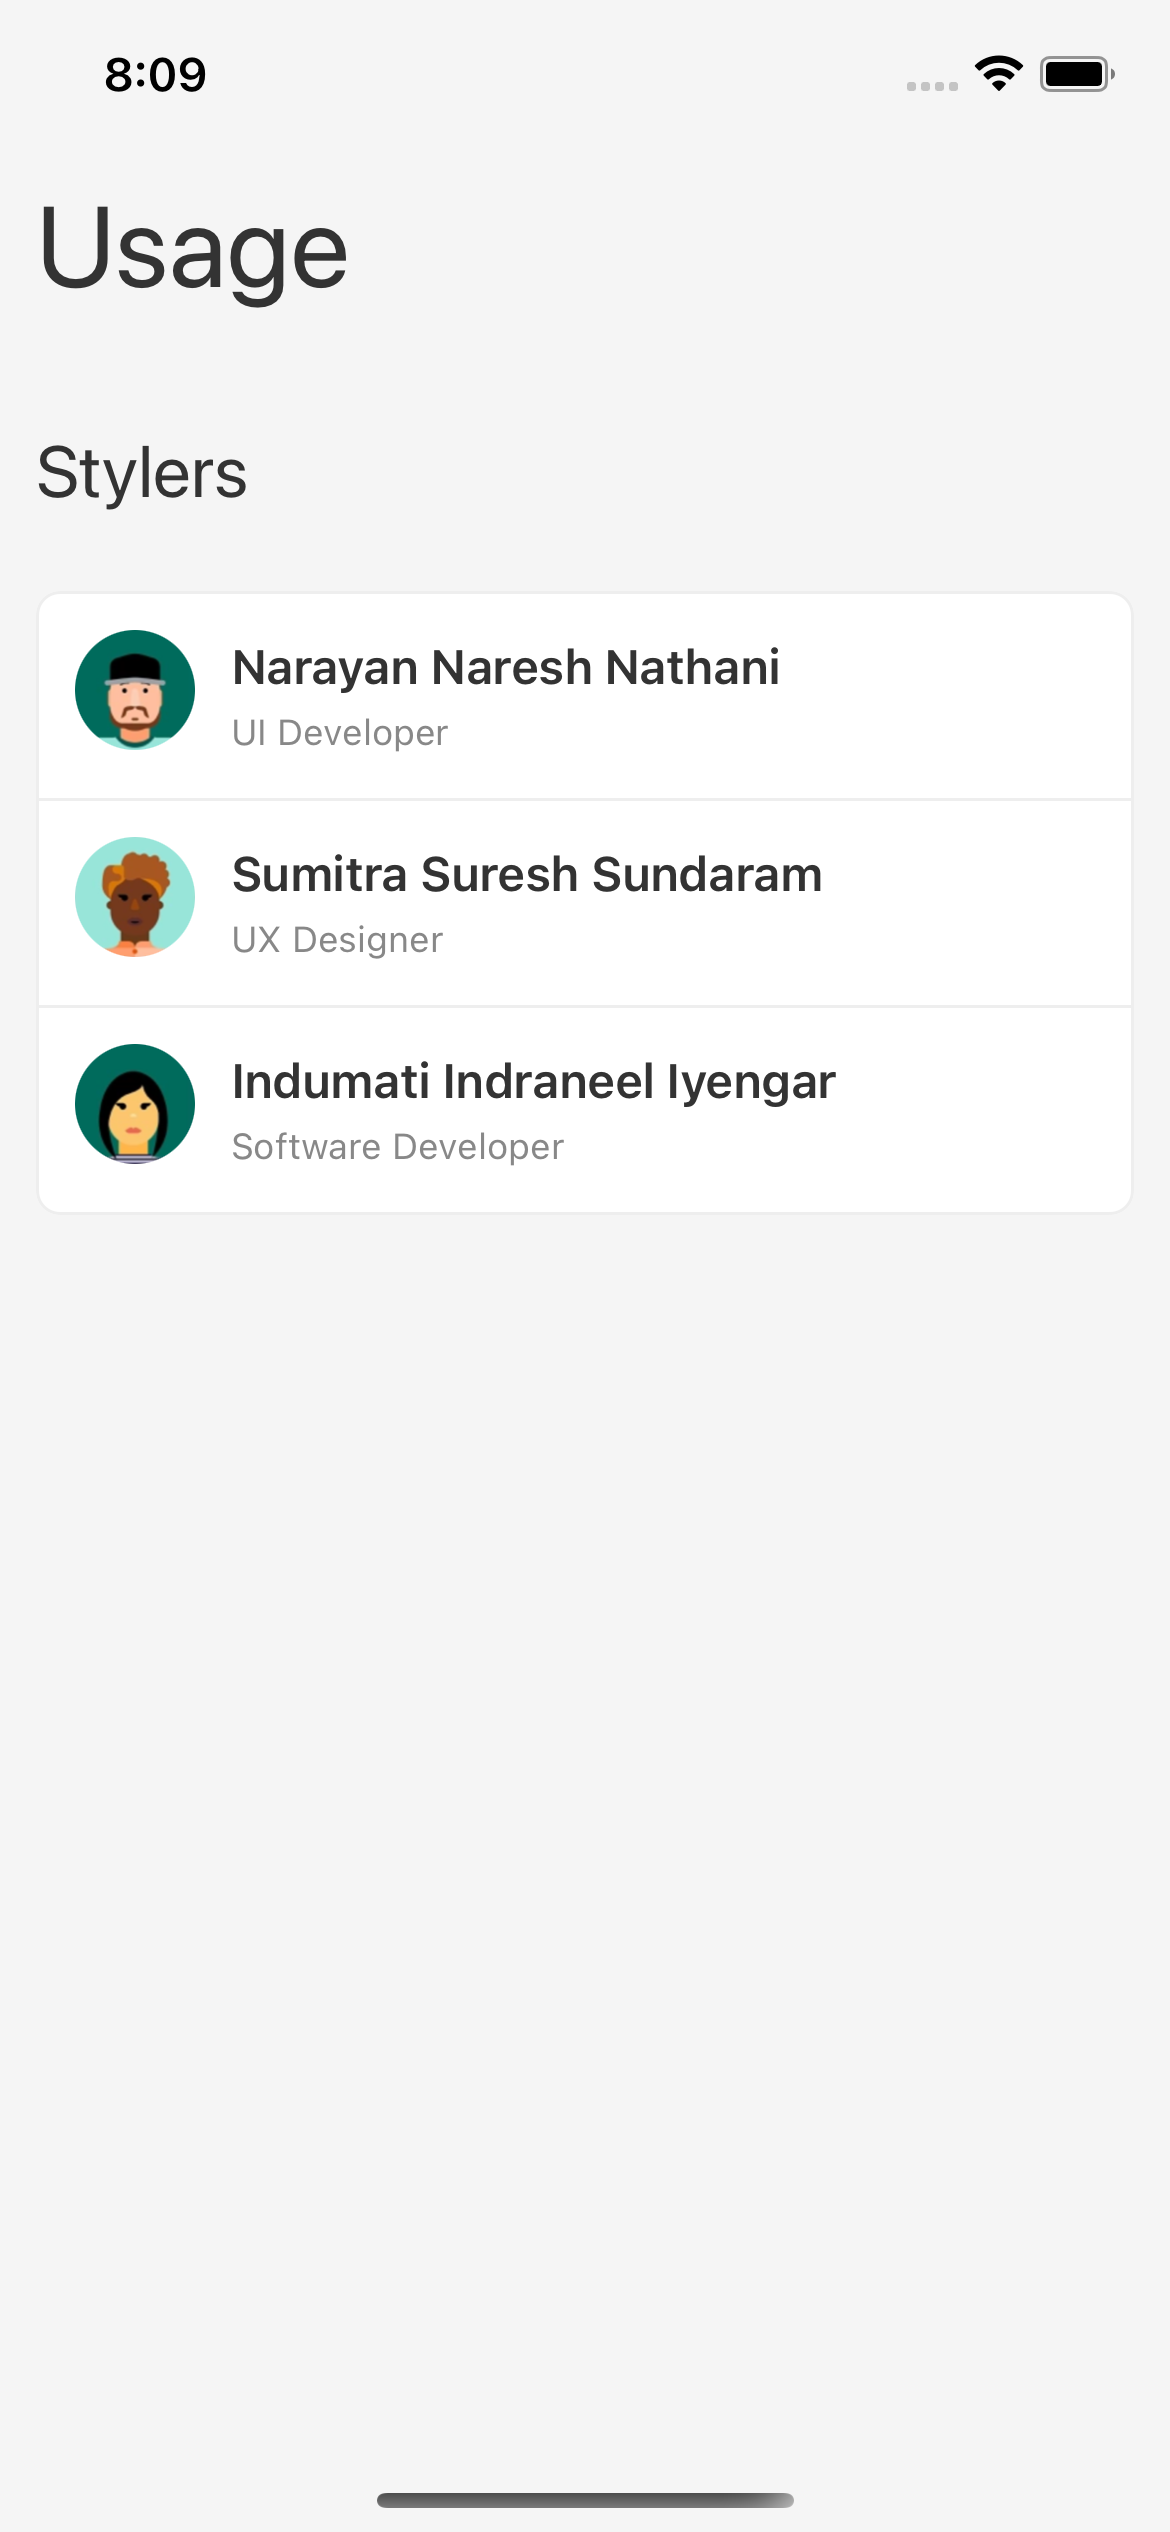 8:09
Usage
Stylers
Narayan Naresh Nathani
UI Developer
Sumitra Suresh Sundaram
UX Designer
Indumati Indraneel Iyengar
Software Developer